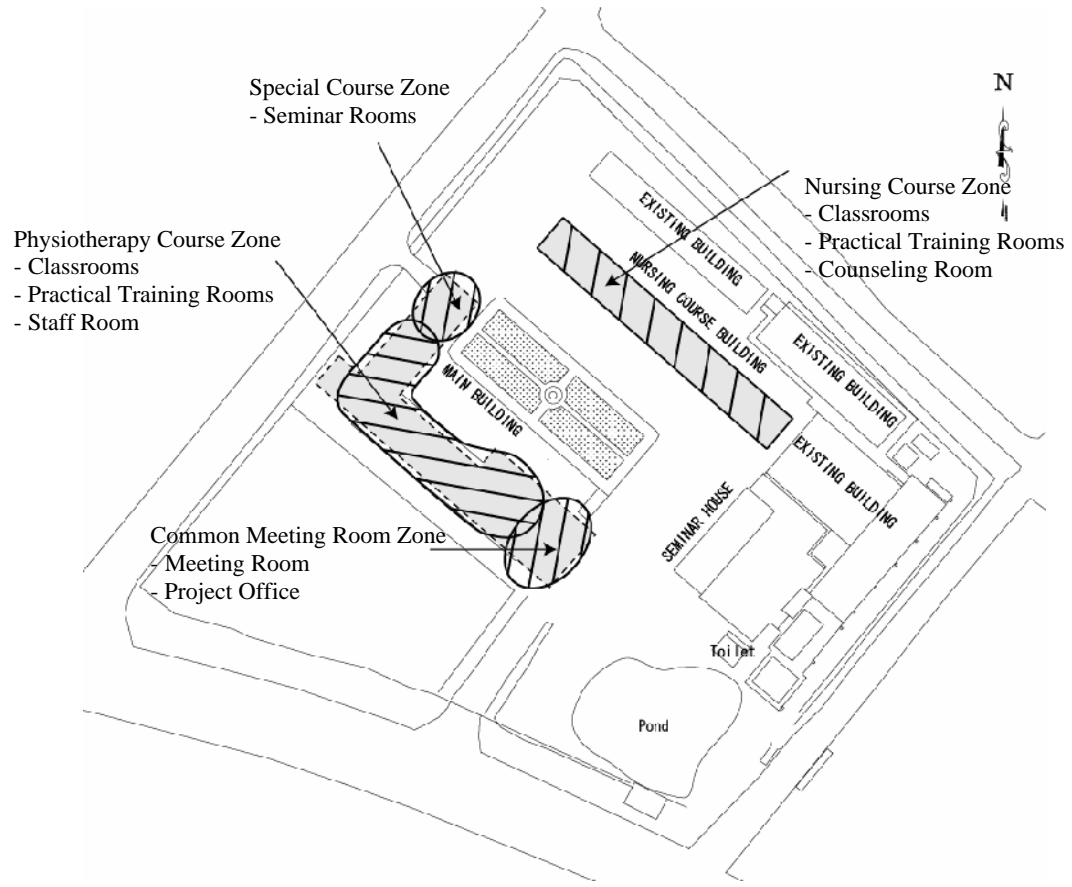 Special Course Zone
- Seminar Rooms
N
Nursing Course Zone
- Classrooms
- Practical Training Rooms
- Counseling Room
Physiotherapy Course Zone
- Classrooms
- Practical Training Rooms
- Staff Room
EXISTING BUILDING
NURSING COURSE BUILDING
EXISTING BUILDING
MAIN BUILDING
EXISTING BUILDING
SEMINAR HOUSE
Common Meeting Room Zone
- Meeting Room
- Project Office
Toilet
Pond